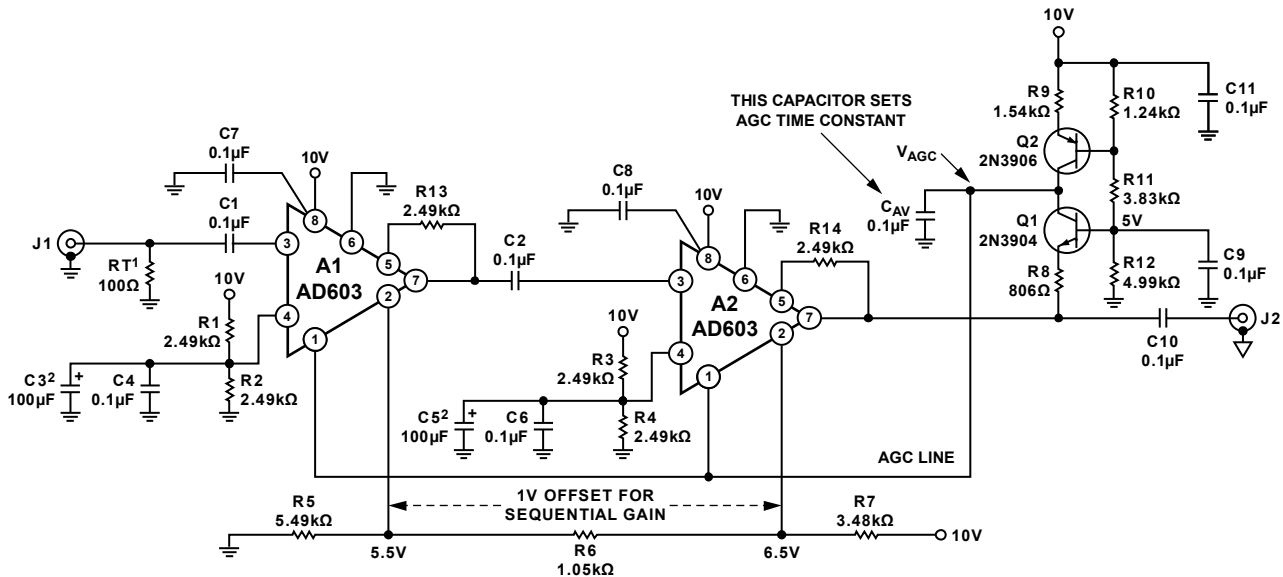 10V
R9
1.54kΩ
R10
1.24kΩ
C11
0.1µF
THIS CAPACITOR SETS
AGC TIME CONSTANT
Q2
2N3906
VAGC
R11
3.83kΩ
CAV
0.1µF
Q1
2N3904
5V
R8
806Ω
R12
4.99kΩ
C9
0.1µF
C7
0.1µF
10V
8
6
R13
2.49kΩ
C1
0.1µF
J1
RT1
100Ω
3
5
7
A1
AD603
2
4
1
10V
R1
2.49kΩ
C32
+
100µF
C4
0.1µF
R2
2.49kΩ
C2
0.1µF
C8
0.1µF
10V
8
6
R14
2.49kΩ
3
5
7
A2
AD603
2
4
1
10V
R3
2.49kΩ
C52
+
100µF
C6
0.1µF
R4
2.49kΩ
C10
0.1µF
J2
AGC LINE
1V OFFSET FOR
SEQUENTIAL GAIN
R5
5.49kΩ
5.5V
R6
1.05kΩ
6.5V
R7
3.48kΩ
10V